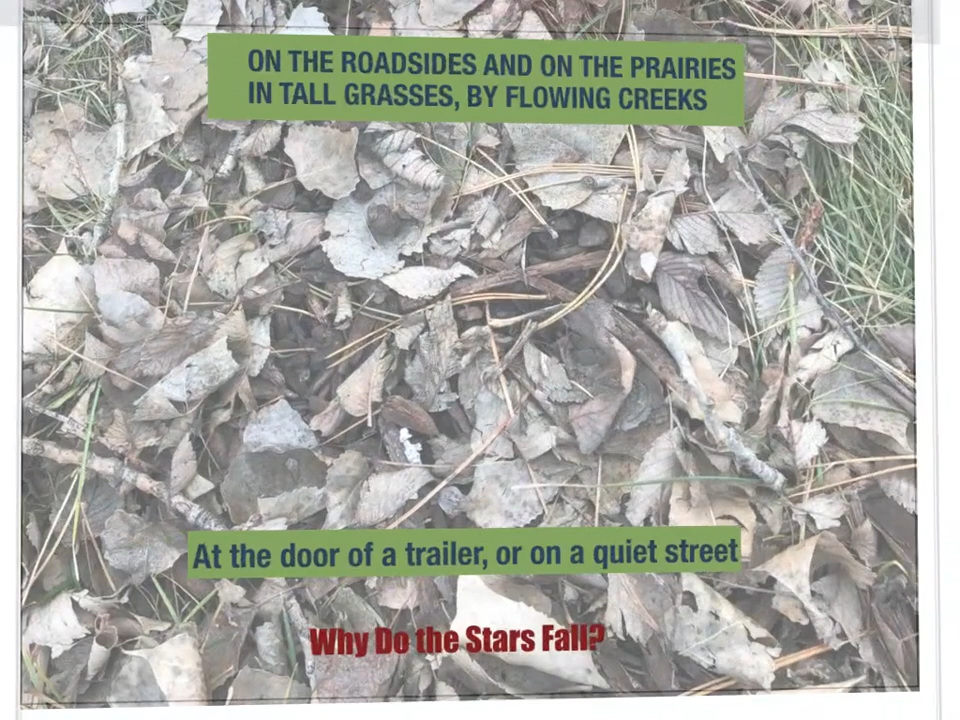 ON THE ROADSIDES AND ON THE PRAIRIES
IN TALL GRASSES, BY FLOWING CREEKS
At the door of a trailer, or on a quiet street
Why Do the Stars Fall?